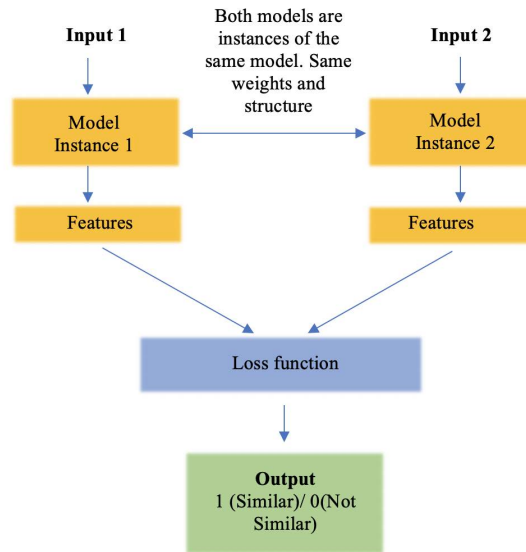 Input 1
Both models are
instances of the
same model. Same
weights and
structure
Input 2
Model
Instance 1
Model
Instance 2
Features
Features
Loss function
Output
1 (Similar)/ 0(Not
Similar)